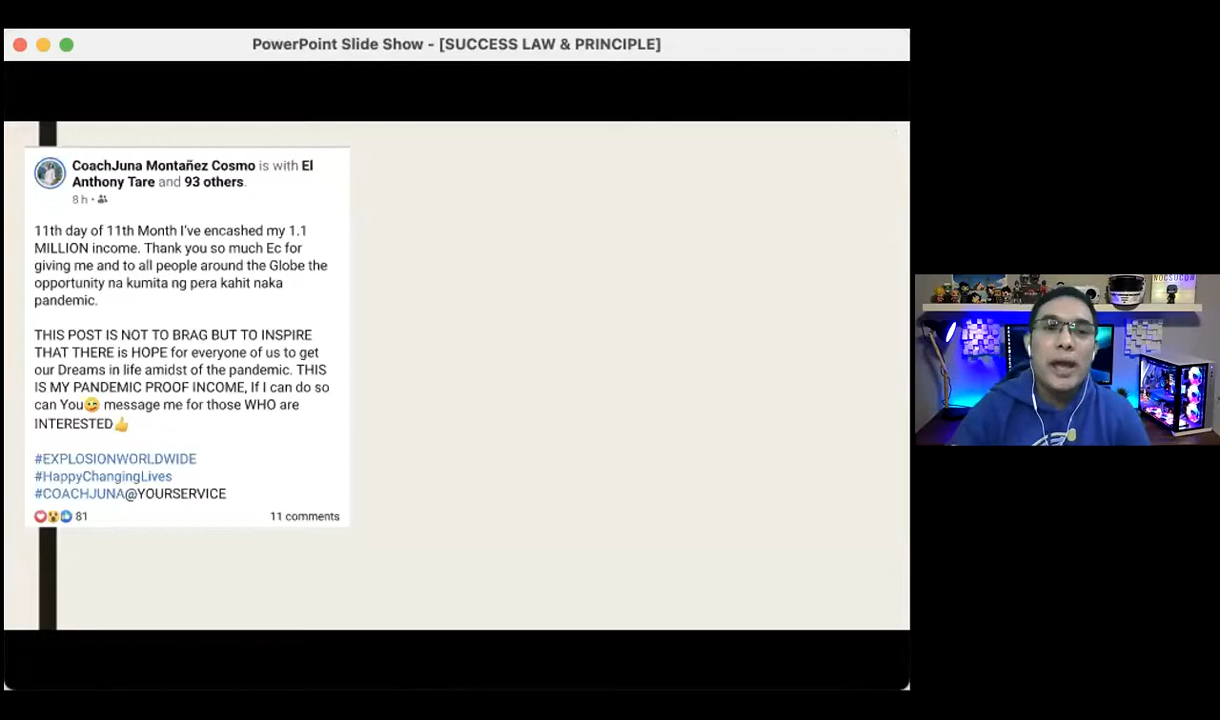 PowerPoint Slide Show - [SUCCESS LAW & PRINCIPLE]
CoachJuna Montañez Cosmo is with El
Anthony Tare and 93 others.
8 h ·
11th day of 11th Month I've encashed my 1.1
MILLION income. Thank you so much Ec for
giving me and to all people around the Globe the
opportunity na kumita ng pera kahit naka
pandemic.
THIS POST IS NOT TO BRAG BUT TO INSPIRE
THAT THERE is HOPE for everyone of us to get
our Dreams in life amidst of the pandemic. THIS
IS MY PANDEMIC PROOF INCOME, If I can do so
can You🤪 message me for those WHO are
INTERESTED👍
#EXPLOSIONWORLDWIDE
#HappyChangingLives
#COACHJUNA@YOURSERVICE
81
11 comments